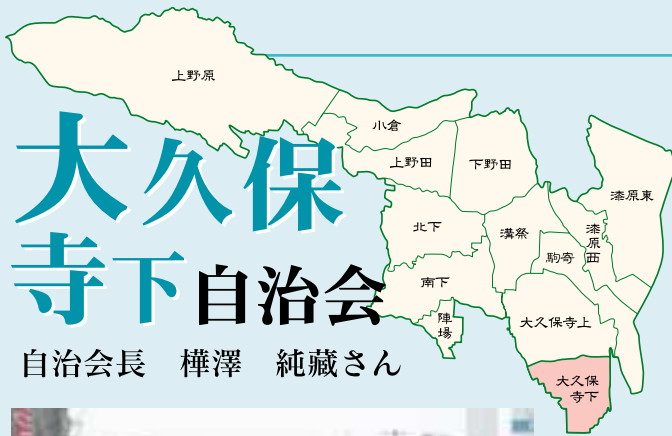 大久保
寺下自治会
自治会長　樺澤　純藏さん
上野原
小倉
上野田
下野田
漆原東
北下
溝祭
漆原西
駒寄
南下
陣場
大久保寺上
大久保
寺下